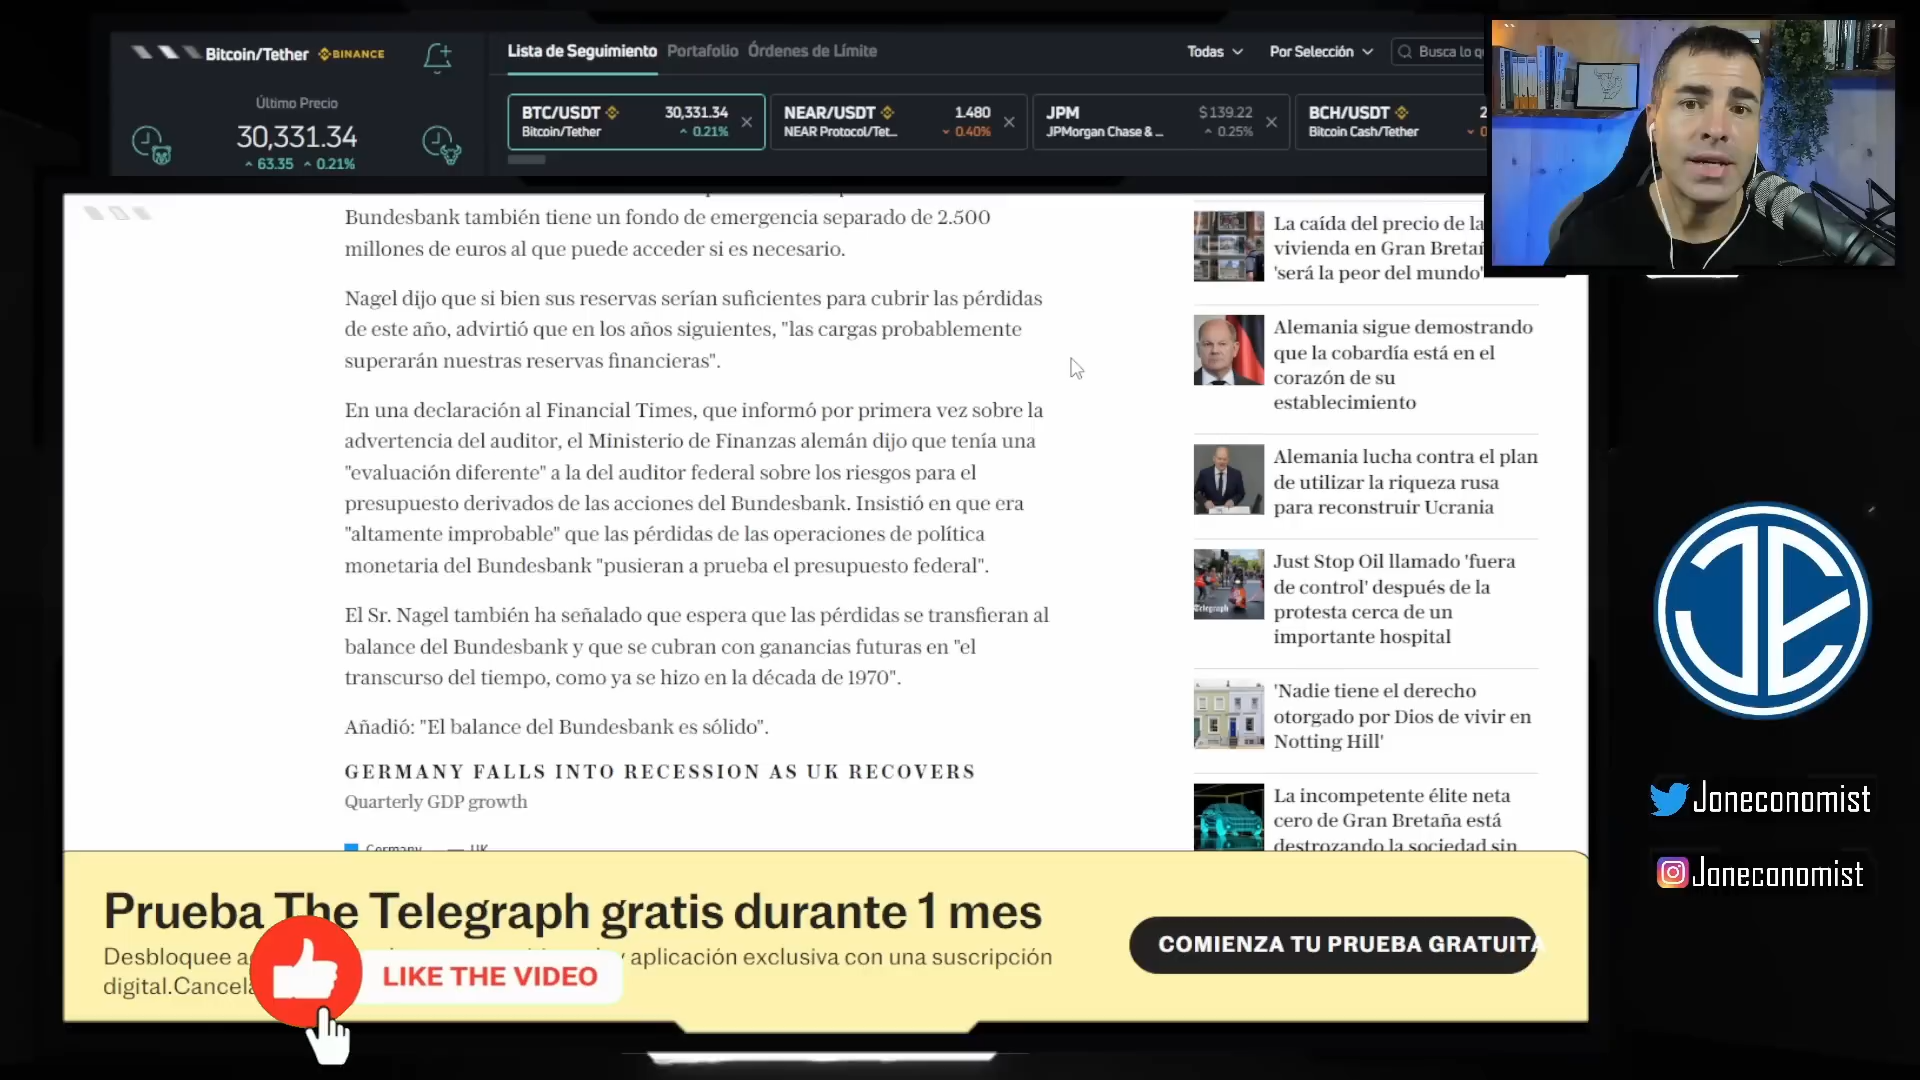 Bitcoin/Tether BINANCE
Último Precio
30,331.34
63.35 0.21%
Lista de Seguimiento Portafolio Órdenes de Límite
Todas Por Selección Busca lo
BTC/USDT 30,331.34
Bitcoin/Tether 0.21%
NEAR/USDT 1.480
NEAR Protocol/Tet... 0.40%
JPM $139.22
JPMorgan Chase & ... 0.25%
BCH/USDT
Bitcoin Cash/Tether
Bundesbank también tiene un fondo de emergencia separado de 2.500
millones de euros al que puede acceder si es necesario.
Nagel dijo que si bien sus reservas serían suficientes para cubrir las pérdidas
de este año, advirtió que en los años siguientes, "las cargas probablemente
superarán nuestras reservas financieras".
En una declaración al Financial Times, que informó por primera vez sobre la
advertencia del auditor, el Ministerio de Finanzas alemán dijo que tenía una
"evaluación diferente" a la del auditor federal sobre los riesgos para el
presupuesto derivados de las acciones del Bundesbank. Insistió en que era
"altamente improbable" que las pérdidas de las operaciones de política
monetaria del Bundesbank "pusieran a prueba el presupuesto federal".
El Sr. Nagel también ha señalado que espera que las pérdidas se transfieran al
balance del Bundesbank y que se cubran con ganancias futuras en "el
transcurso del tiempo, como ya se hizo en la década de 1970".
Añadió: "El balance del Bundesbank es sólido".
GERMANY FALLS INTO RECESSION AS UK RECOVERS
Quarterly GDP growth
Germany UK
La caída del precio de la
vivienda en Gran Bretañ
'será la peor del mundo'
Alemania sigue demostrando
que la cobardía está en el
corazón de su
establecimiento
Alemania lucha contra el plan
de utilizar la riqueza rusa
para reconstruir Ucrania
Just Stop Oil llamado 'fuera
de control' después de la
protesta cerca de un
importante hospital
Telegraph
'Nadie tiene el derecho
otorgado por Dios de vivir en
Notting Hill'
La incompetente élite neta
cero de Gran Bretaña está
destrozando la sociedad sin
Prueba The Telegraph gratis durante 1 mes
Desbloquee a y aplicación exclusiva con una suscripción
digital.Cancela
COMIENZA TU PRUEBA GRATUITA
LIKE THE VIDEO
JE
Joneconomist
Joneconomist